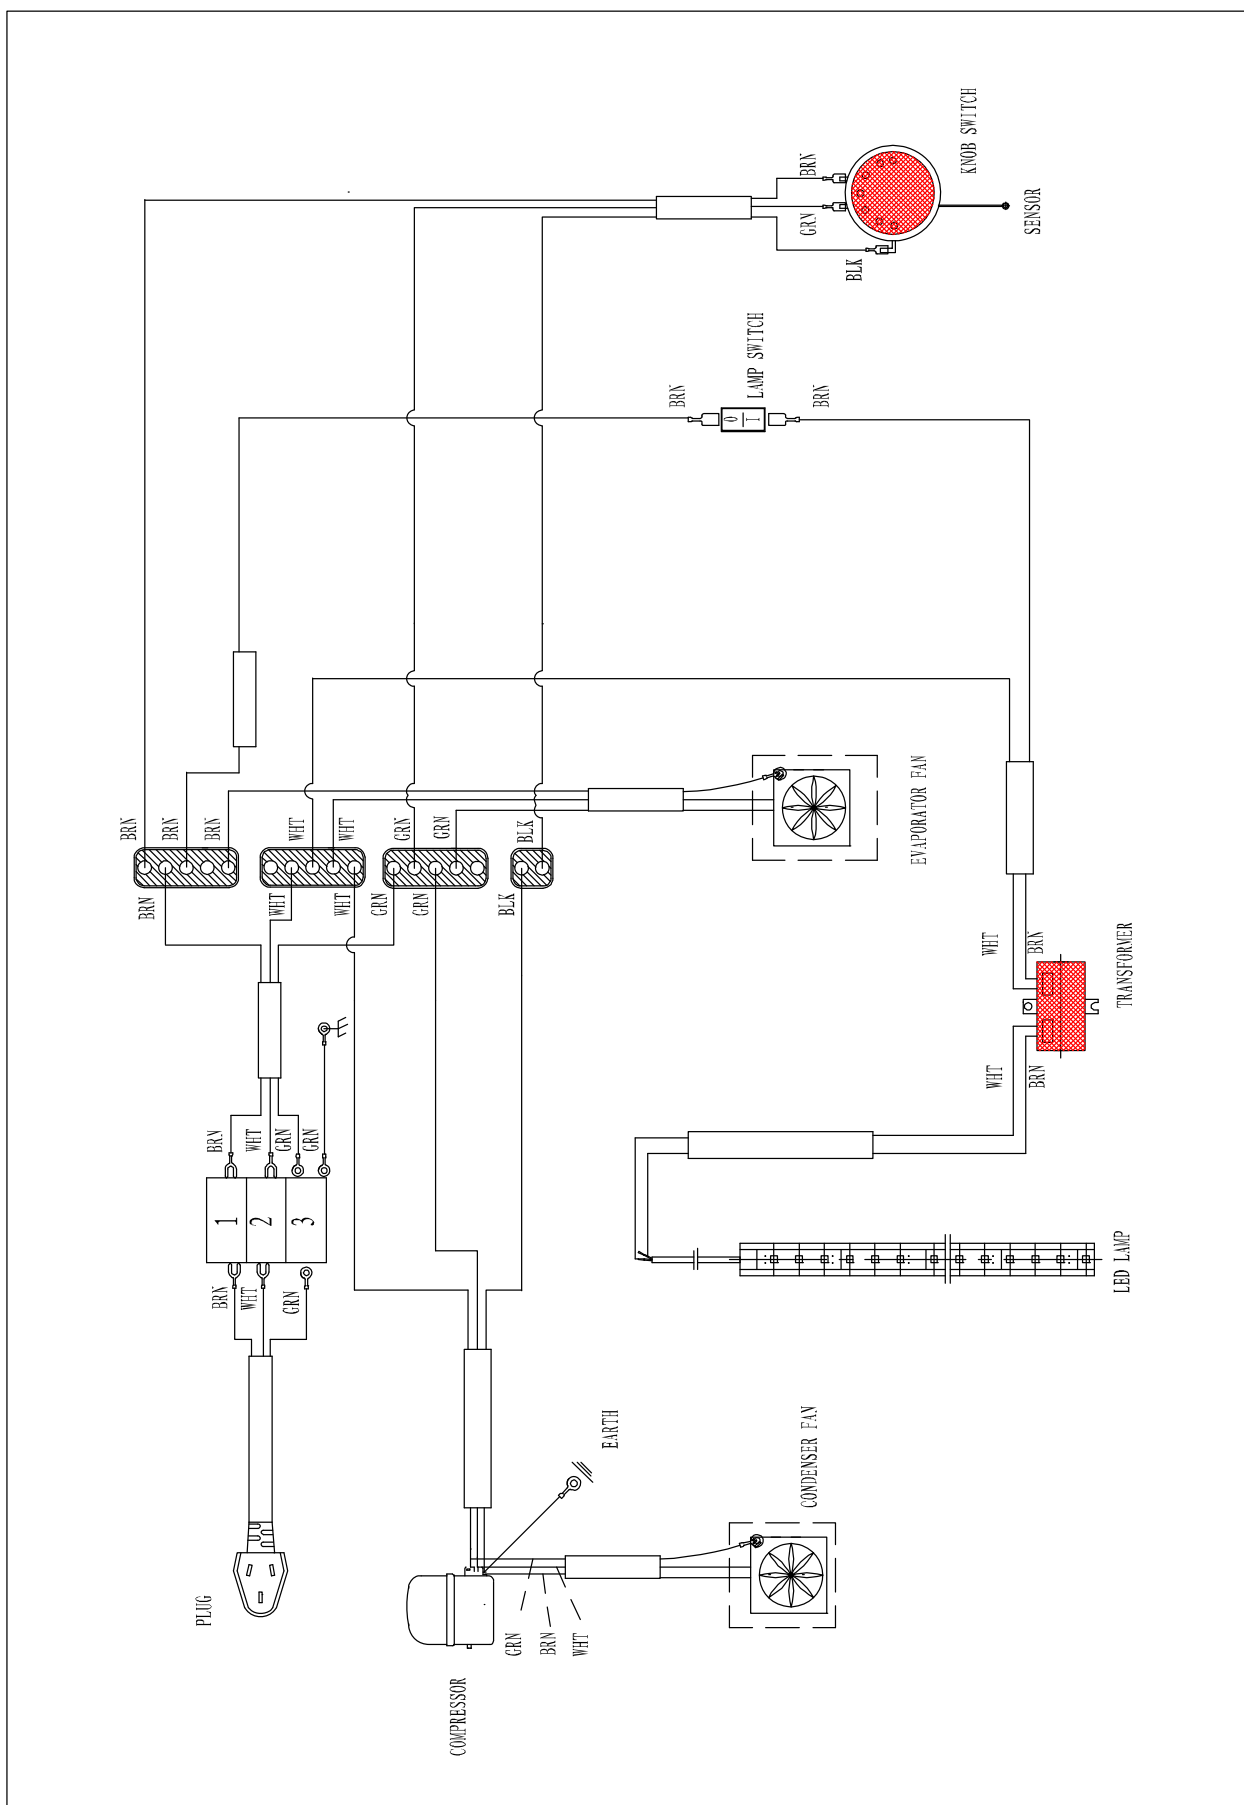 KNOB SWITCH
SENSOR
BRN
GRN
BLK
LAMP SWITCH
BRN
O
I
BRN
BRN
BRN
BRN
WHT
WHT
GRN
GRN
BLK
BRN
WHT
WHT
GRN
GRN
BLK
EVAPORATOR FAN
WHT
BRN
TRANSFORMER
WHT
BRN
BRN
WHT
GRN
GRN
1
2
3
BRN
WHT
GRN
LED LAMP
PLUG
EARTH
CONDENSER FAN
GRN
BRN
WHT
COMPRESSOR